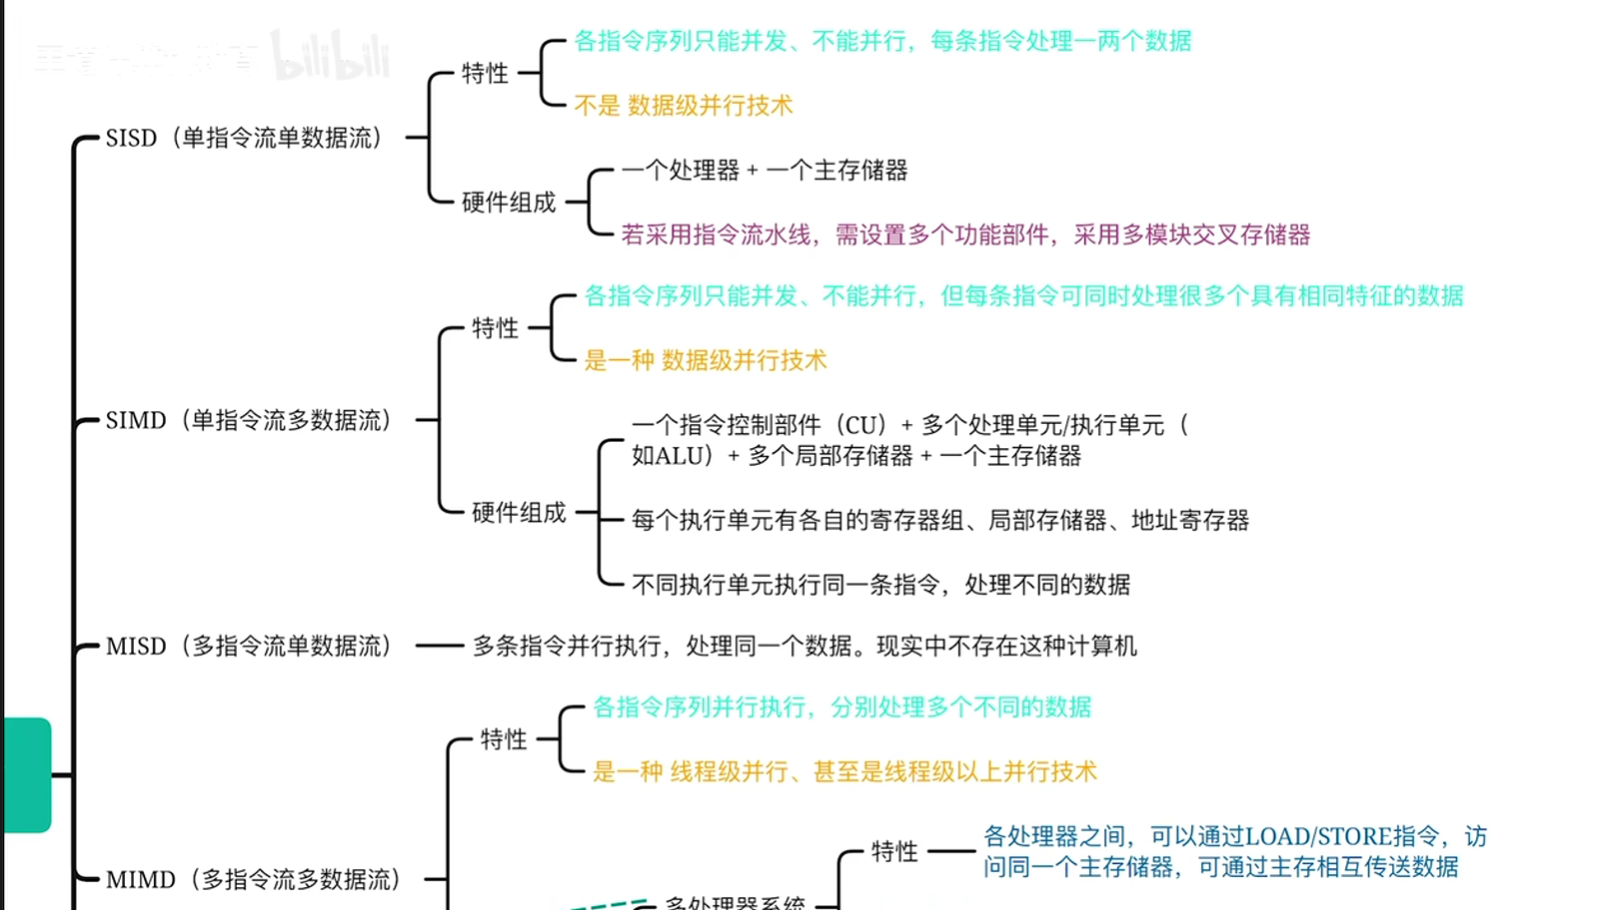 bilibili
各指令序列只能并发、不能并行，每条指令处理一两个数据
特性
不是 数据级并行技术
SISD（单指令流单数据流）
一个处理器 + 一个主存储器
硬件组成
若采用指令流水线，需设置多个功能部件，采用多模块交叉存储器
各指令序列只能并发、不能并行，但每条指令可同时处理很多个具有相同特征的数据
特性
是一种 数据级并行技术
SIMD（单指令流多数据流）
一个指令控制部件（CU）+ 多个处理单元/执行单元（
如ALU）+ 多个局部存储器 + 一个主存储器
硬件组成
每个执行单元有各自的寄存器组、局部存储器、地址寄存器
不同执行单元执行同一条指令，处理不同的数据
MISD（多指令流单数据流）
多条指令并行执行，处理同一个数据。现实中不存在这种计算机
各指令序列并行执行，分别处理多个不同的数据
特性
是一种 线程级并行、甚至是线程级以上并行技术
MIMD（多指令流多数据流）
各处理器之间，可以通过LOAD/STORE指令，访
问同一个主存储器，可通过主存相互传送数据
特性
多处理器系统